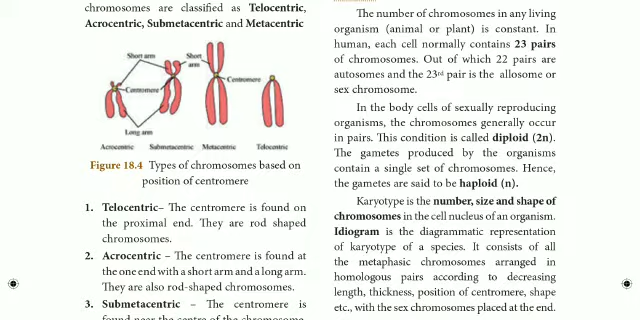 chromosomes are classified as Telocentric,
Acrocentric, Submetacentric and Metacentric
Short arm
Short arm
Centromere
Centromere
Long arm
Acrocentric Submetacentric Metacentric Telocentric
Figure 18.4 Types of chromosomes based on
position of centromere
1. Telocentric– The centromere is found on
the proximal end. They are rod shaped
chromosomes.
2. Acrocentric – The centromere is found at
the one end with a short arm and a long arm.
They are also rod-shaped chromosomes.
3. Submetacentric – The centromere is
found near the centre of the chromosome.
The number of chromosomes in any living
organism (animal or plant) is constant. In
human, each cell normally contains 23 pairs
of chromosomes. Out of which 22 pairs are
autosomes and the 23rd pair is the allosome or
sex chromosome.
In the body cells of sexually reproducing
organisms, the chromosomes generally occur
in pairs. This condition is called diploid (2n).
The gametes produced by the organisms
contain a single set of chromosomes. Hence,
the gametes are said to be haploid (n).
Karyotype is the number, size and shape of
chromosomes in the cell nucleus of an organism.
Idiogram is the diagrammatic representation
of karyotype of a species. It consists of all
the metaphasic chromosomes arranged in
homologous pairs according to decreasing
length, thickness, position of centromere, shape
etc., with the sex chromosomes placed at the end.